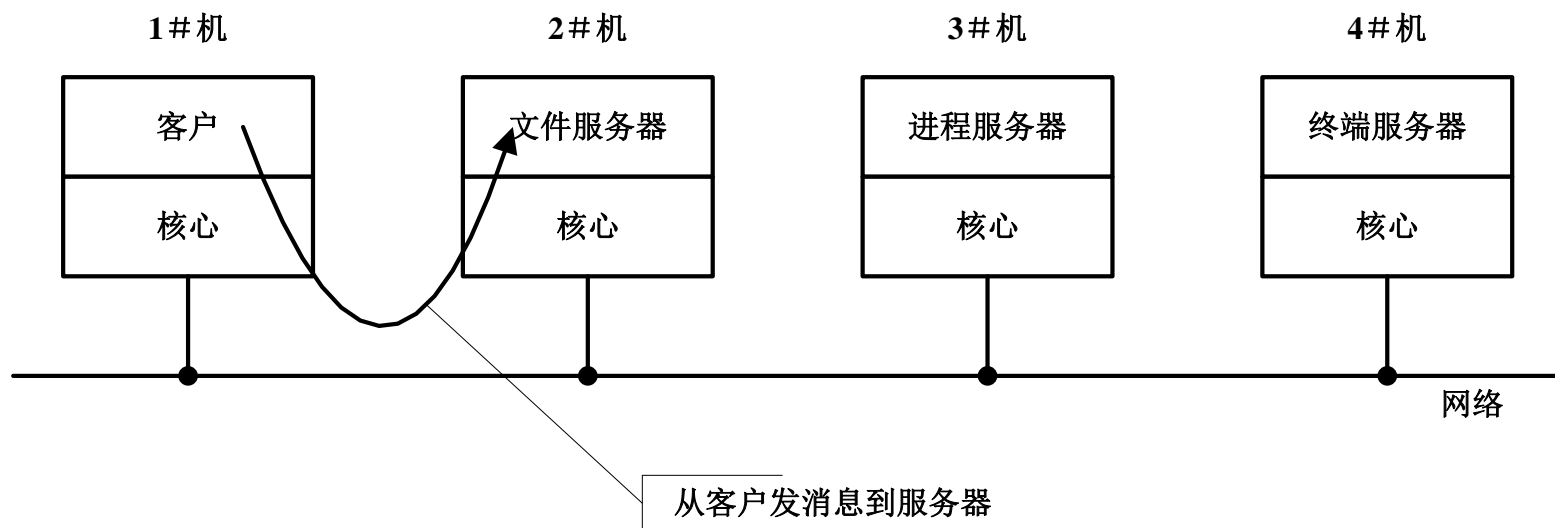 1＃机 2＃机 3＃机 4＃机
客户 文件服务器 进程服务器 终端服务器
核心 核心 核心 核心
网络
从客户发消息到服务器